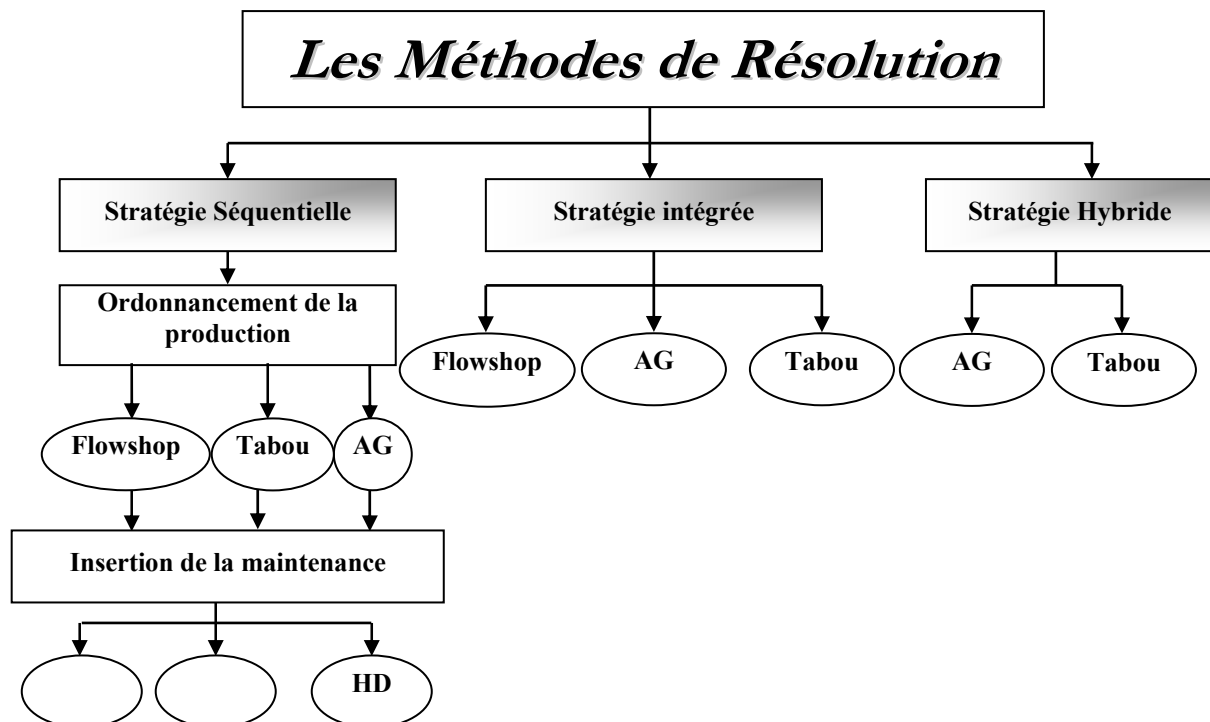 Les Méthodes de Résolution
Stratégie Séquentielle
Stratégie intégrée
Stratégie Hybride
Ordonnancement de la
production
Flowshop
AG
Tabou
AG
Tabou
Flowshop
Tabou
AG
Insertion de la maintenance
HD